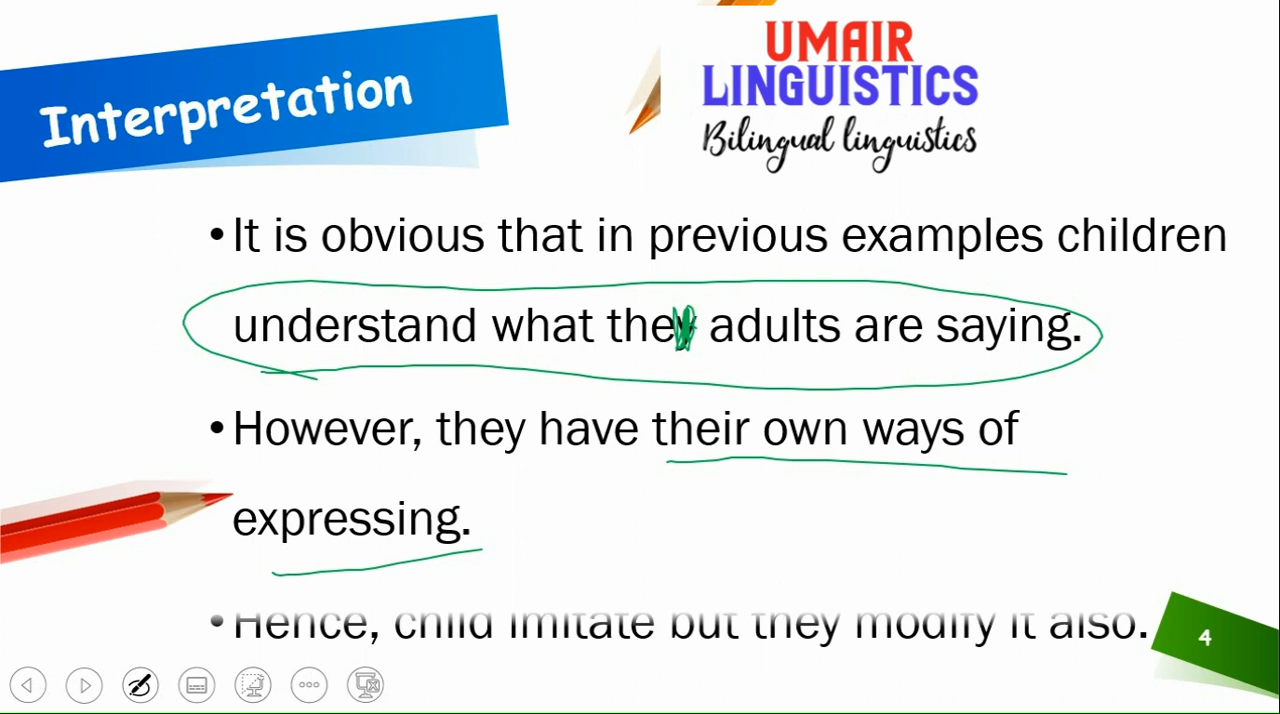 Interpretation
UMAIR
LINGUISTICS
Bilingual linguistics
•It is obvious that in previous examples children
understand what they adults are saying.
•However, they have their own ways of
expressing.
•Hence, child imitate but they modify it also.
4